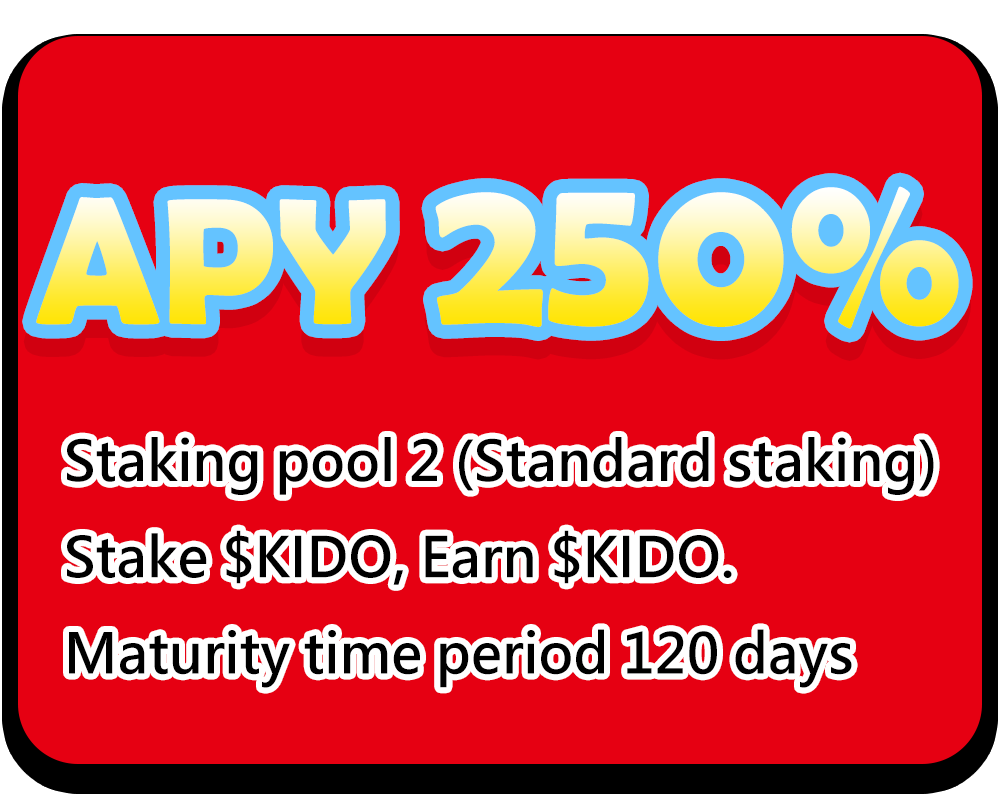 APY 250%
Staking pool 2 (Standard staking)
Stake $KIDO, Earn $KIDO.
Maturity time period 120 days